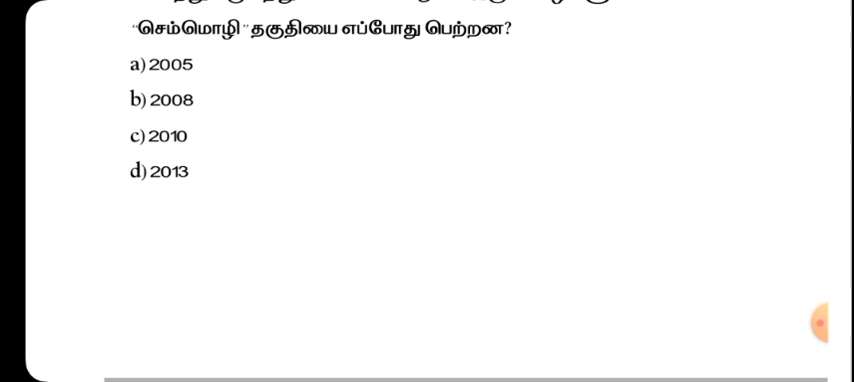 “செம்மொழி” தகுதியை எப்போது பெற்றன?
a) 2005
b) 2008
c) 2010
d) 2013